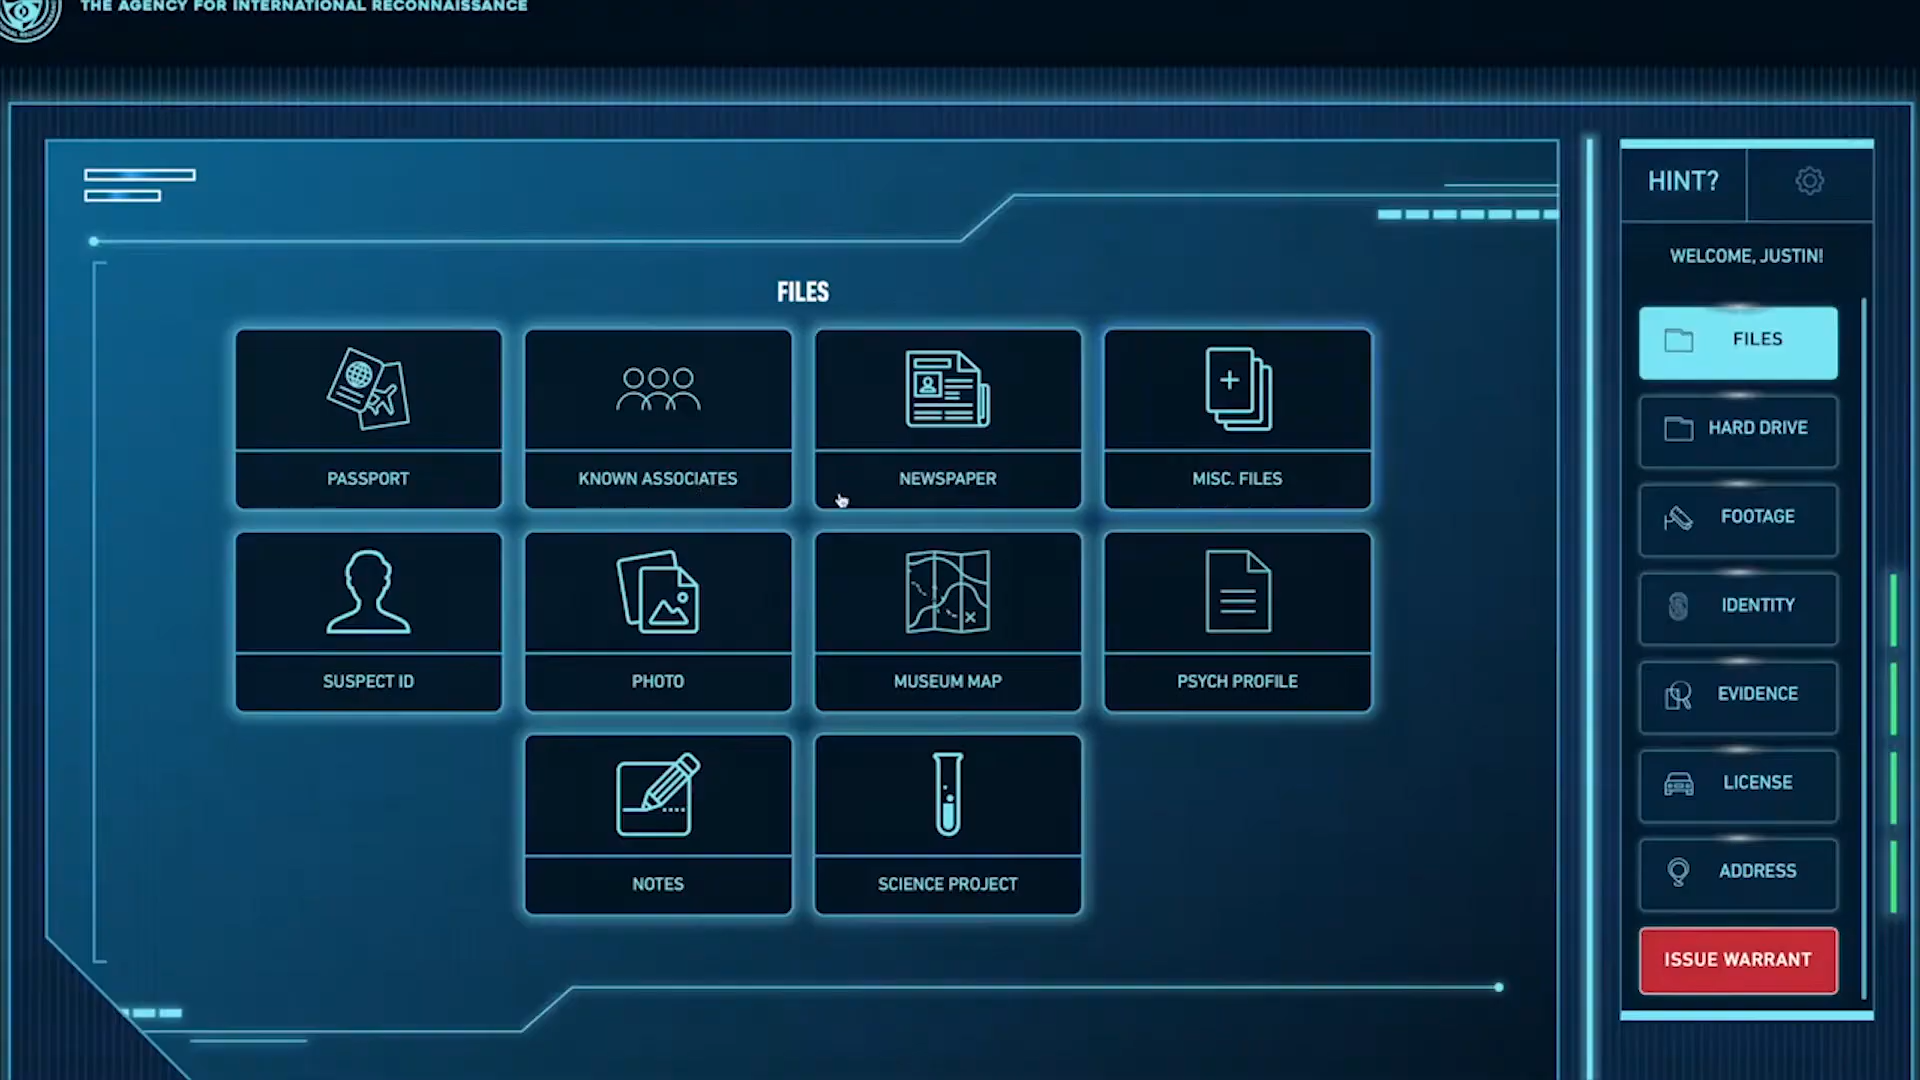 THE AGENCY FOR INTERNATIONAL RECONNAISSANCE
HINT?
WELCOME, JUSTIN!
FILES
PASSPORT
KNOWN ASSOCIATES
NEWSPAPER
MISC. FILES
SUSPECT ID
PHOTO
MUSEUM MAP
PSYCH PROFILE
NOTES
SCIENCE PROJECT
FILES
HARD DRIVE
FOOTAGE
IDENTITY
EVIDENCE
LICENSE
ADDRESS
ISSUE WARRANT